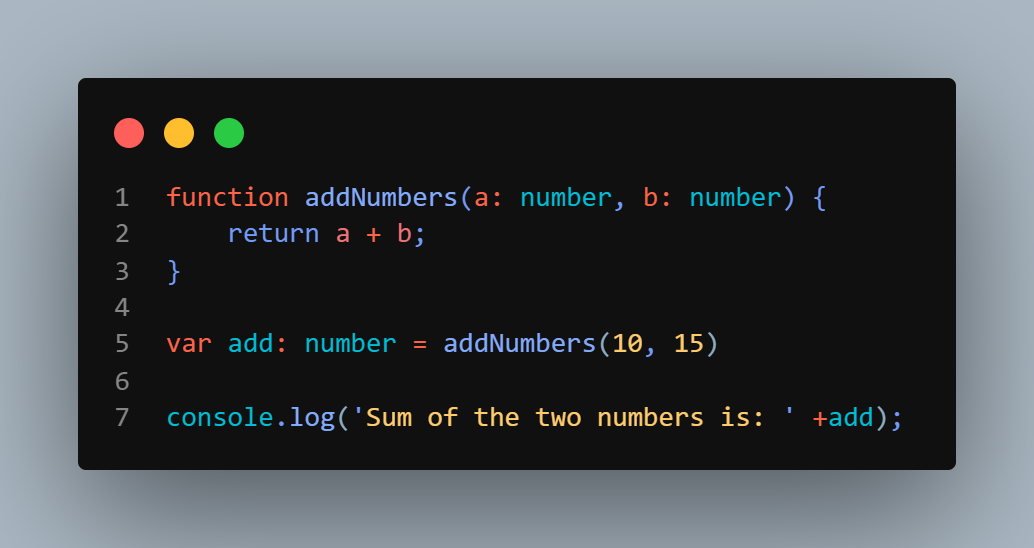 1 function addNumbers(a: number, b: number) {
2     return a + b;
3 }
4
5 var add: number = addNumbers(10, 15)
6
7 console.log('Sum of the two numbers is: ' +add);